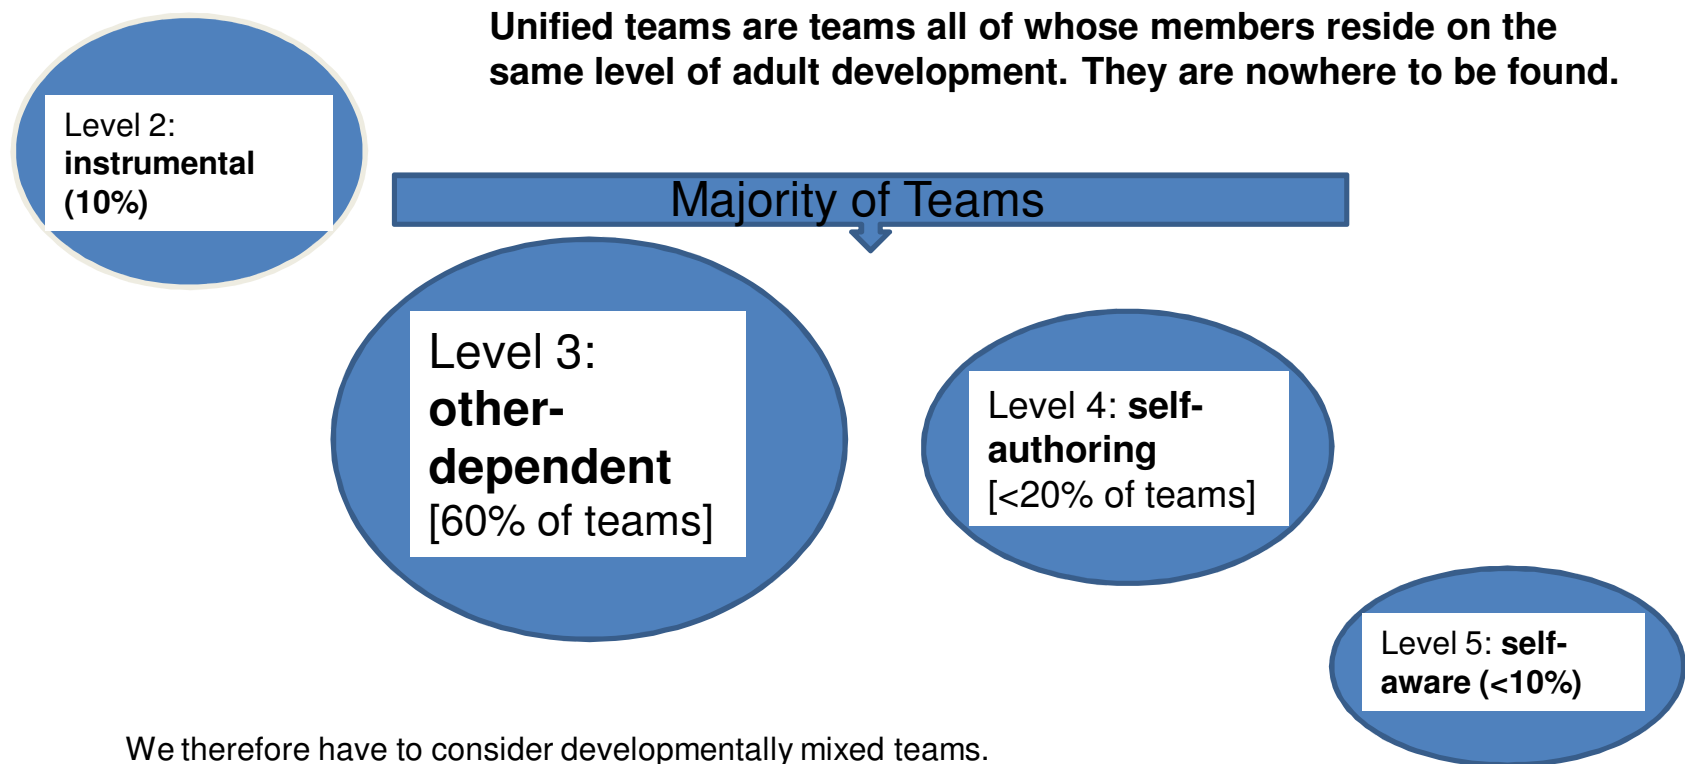 Unified teams are teams all of whose members reside on the
same level of adult development. They are nowhere to be found.
Level 2:
instrumental
(10%)
Majority of Teams
Level 3:
other-
dependent
[60% of teams]
Level 4: self-
authoring
[<20% of teams]
Level 5: self-
aware (<10%)
We therefore have to consider developmentally mixed teams.